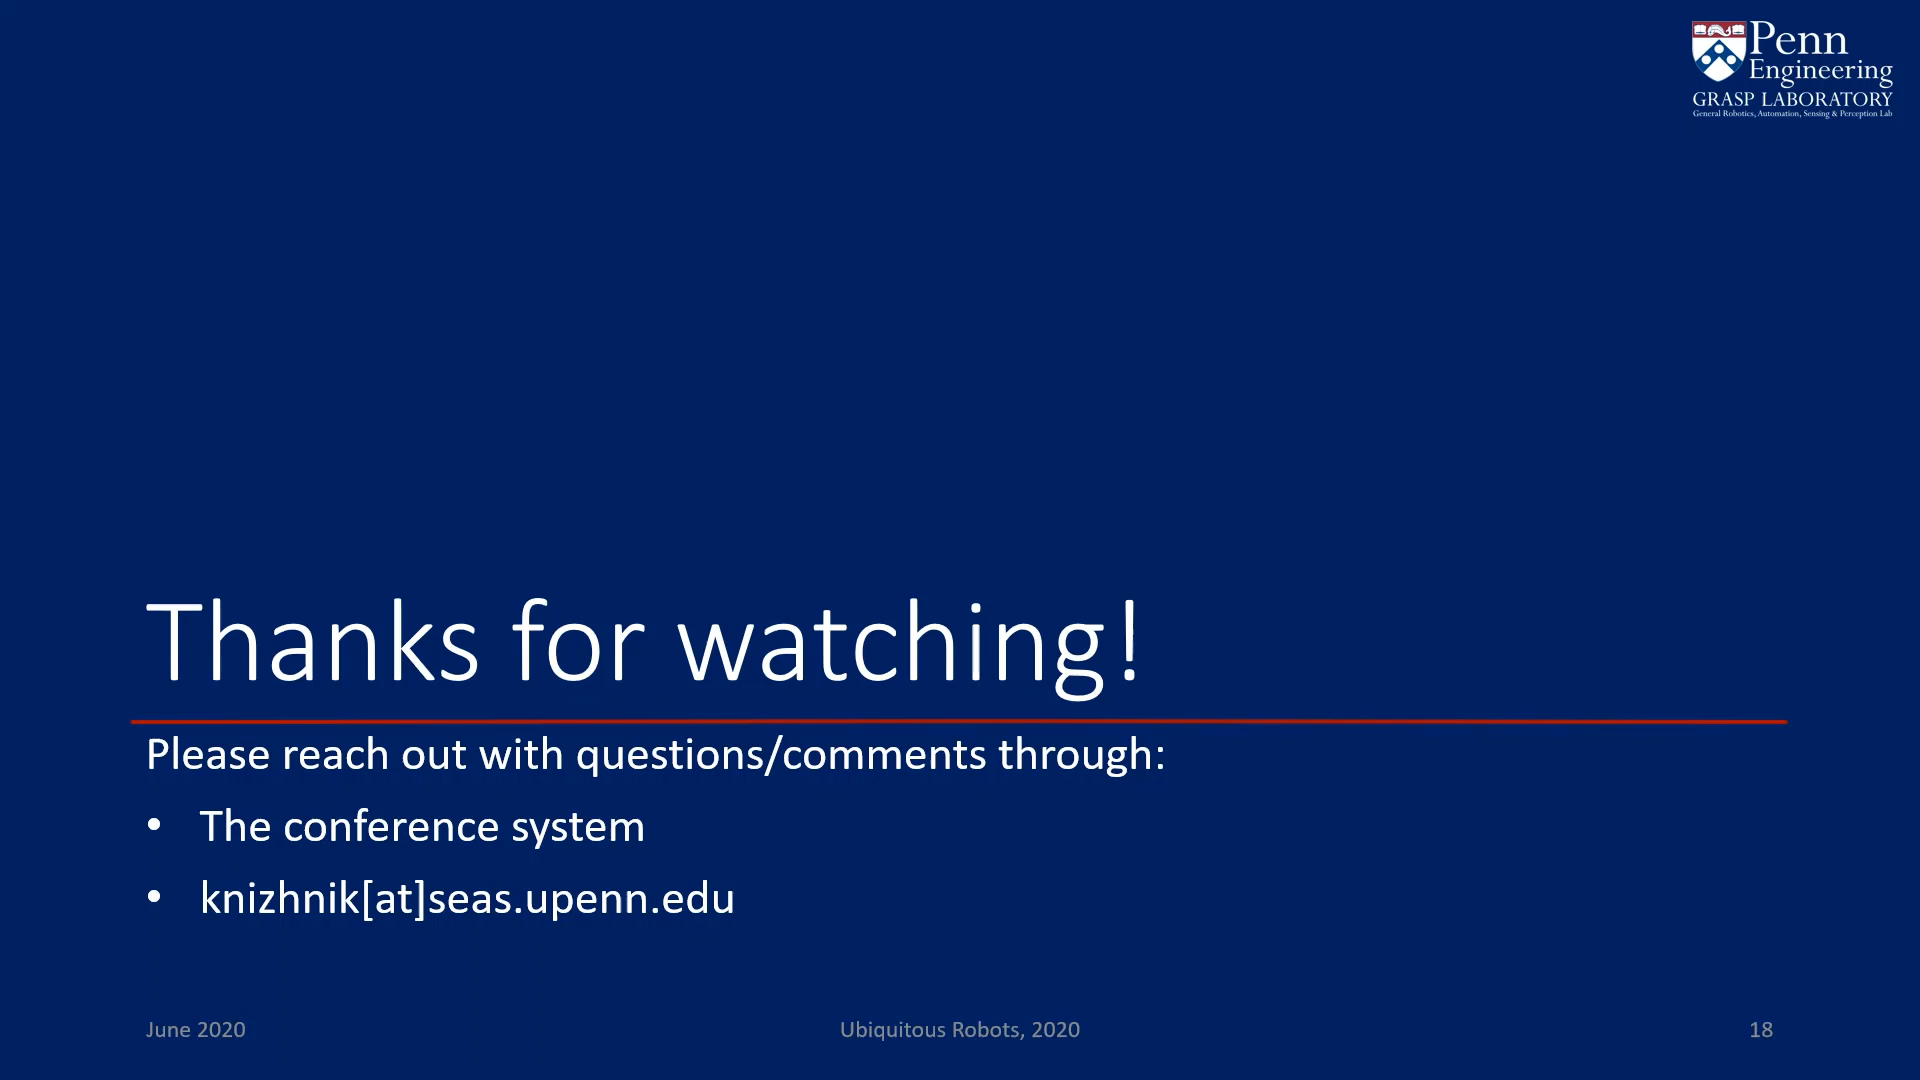 Penn
Engineering
GRASP LABORATORY
General Robotics, Automation, Sensing & Perception Lab
Thanks for watching!
Please reach out with questions/comments through:
• The conference system
• knizhnik[at]seas.upenn.edu
June 2020
Ubiquitous Robots, 2020
18